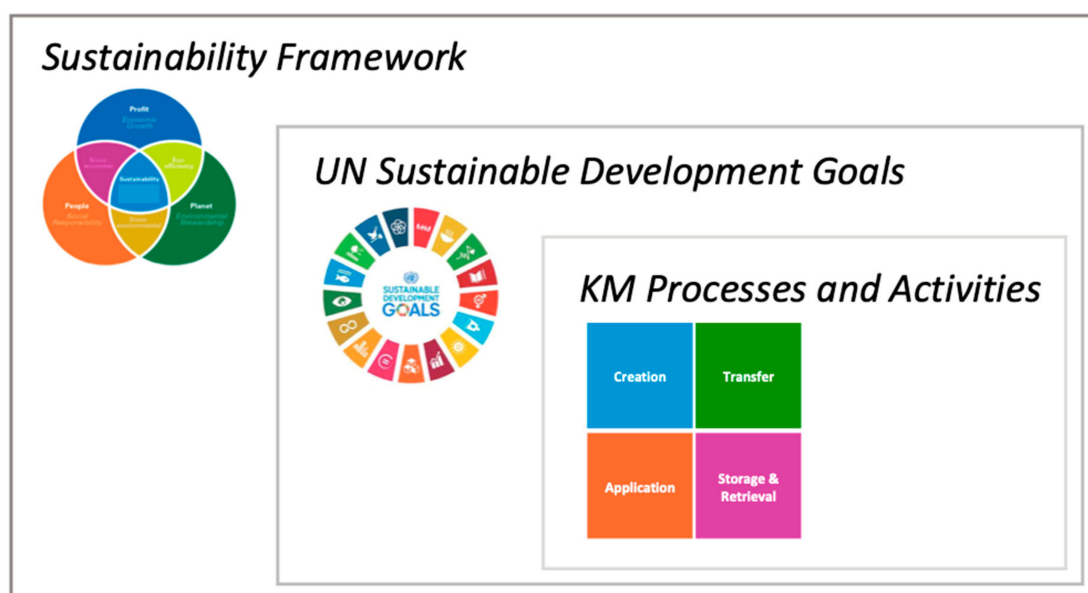 Sustainability Framework
Profit
Economic
Growth
Socio-
economic
Eco-
efficiency
Sustainability
People
Social
Responsibility
Planet
Environmental
Stewardship
Socio-
environmental
UN Sustainable Development Goals
SUSTAINABLE
DEVELOPMENT
GOALS
KM Processes and Activities
Creation
Transfer
Application
Storage &
Retrieval